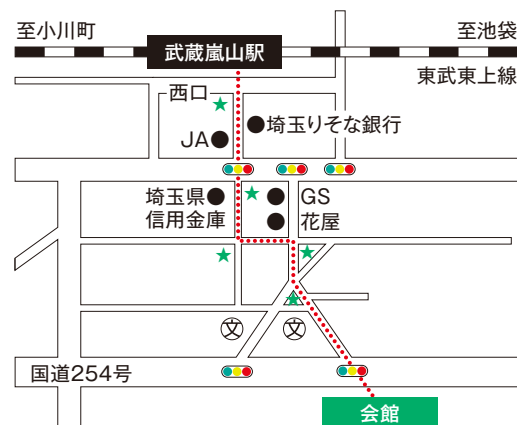 至小川町
至池袋
武蔵嵐山駅
東武東上線
西口
埼玉りそな銀行
JA
埼玉県
信用金庫
GS
花屋
文
文
国道254号
会館